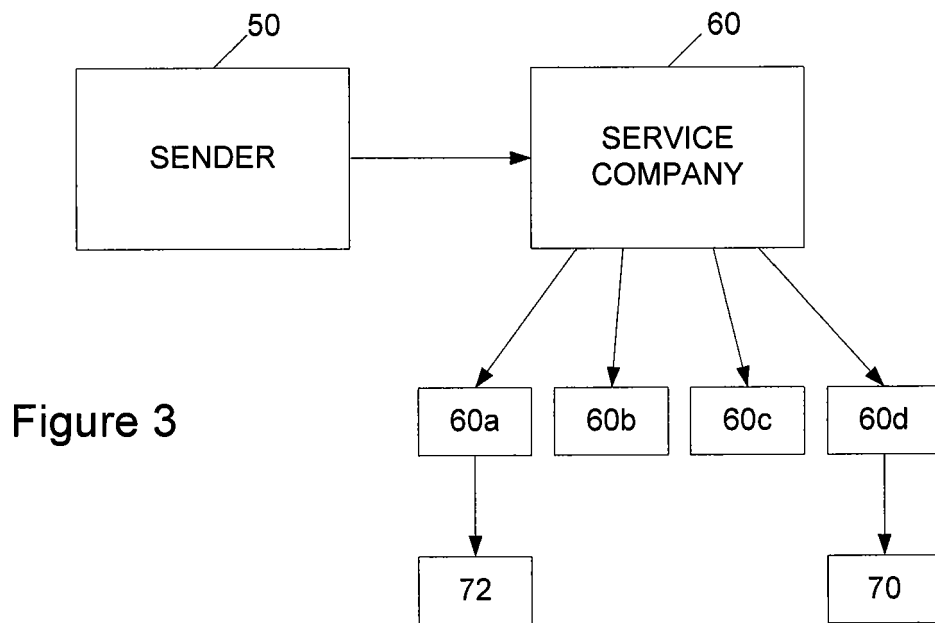 50
60
SENDER
SERVICE
COMPANY
60a
60b
60c
60d
Figure 3
72
70